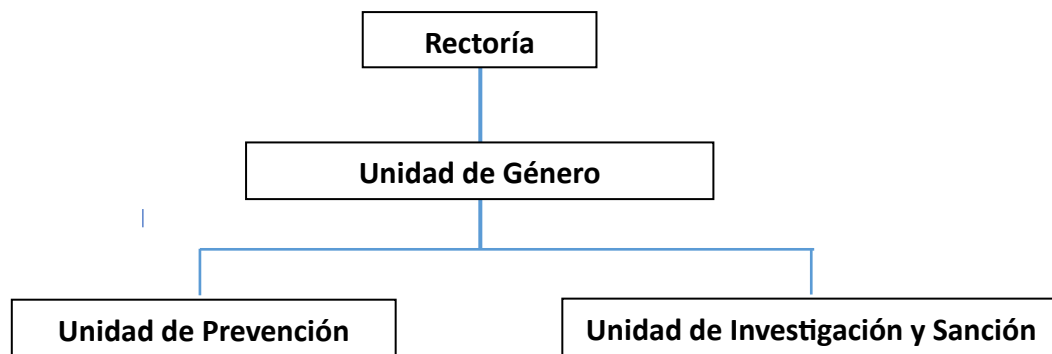 Rectoría
Unidad de Género
Unidad de Prevención
Unidad de Investigación y Sanción